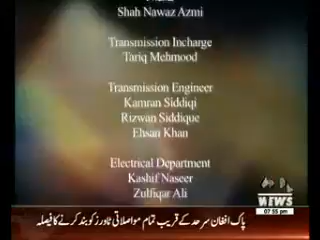 Shah Nawaz Azmi
Transmission Incharge
Tariq Mehmood
Transmission Engineer
Kamran Siddiqi
Rizwan Siddique
Ehsan Khan
Electrical Department
Kashif Naseer
Zulfiqar Ali
NEWS
07:55 pm
پاک افغان سرحد کے قریب تمام مواصلاتی ٹاورز کو بند کرنے کا فیصلہ